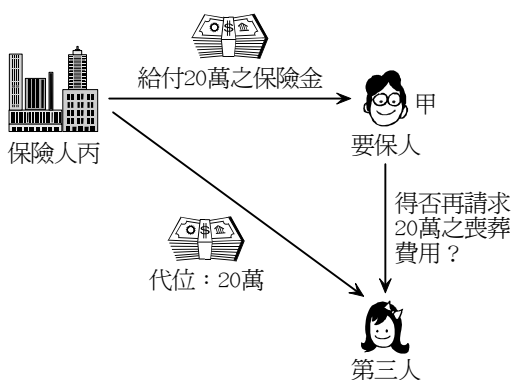 給付20萬之保險金
甲
保險人丙
要保人
得否再請求
20萬之喪葬
費用？
代位：20萬
第三人